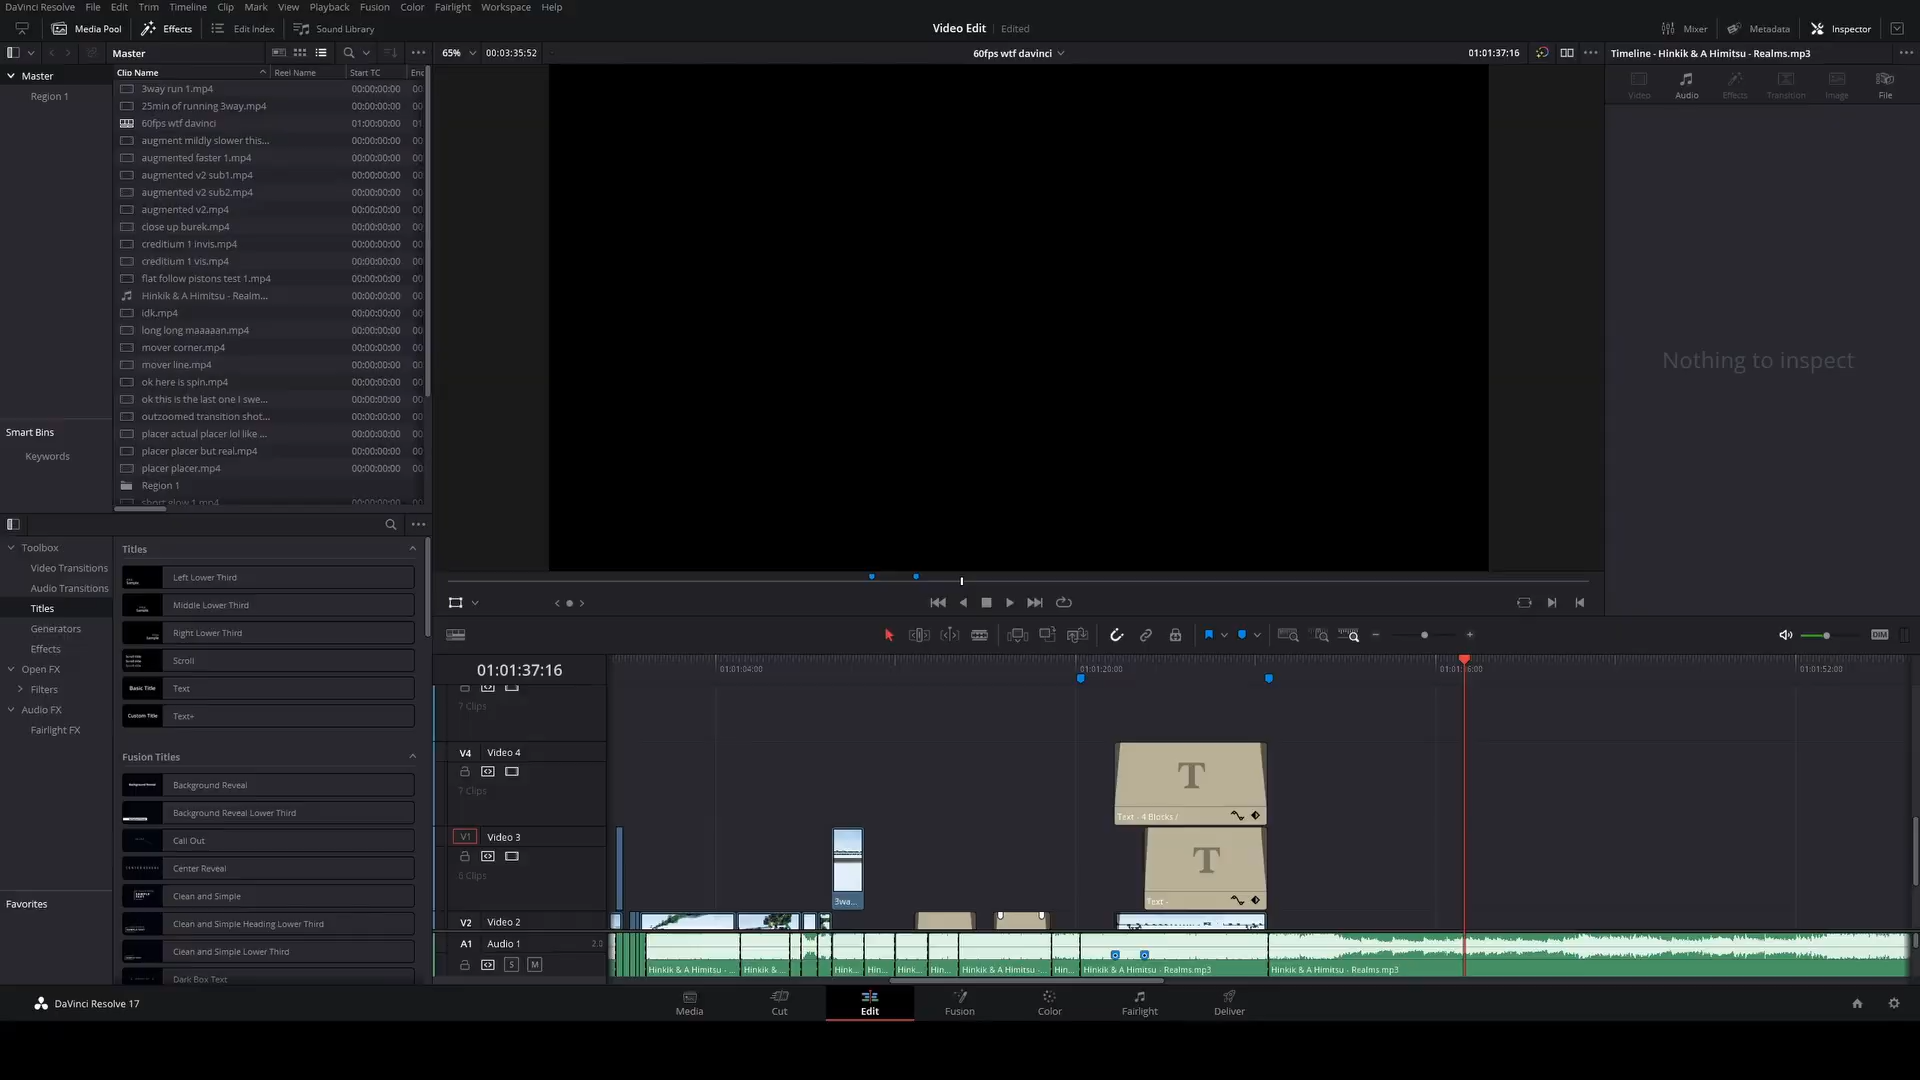 DaVinci Resolve File Edit Trim Timeline Clip Mark View Playback Fusion Color Fairlight Workspace Help
Media Pool Effects Edit Index Sound Library Video Edit Edited Mixer Metadata Inspector
Master 65% 00:03:35:52 60fps wtf davinci 01:01:37:16 Timeline - Hinkik & A Himitsu - Realms.mp3
Clip Name Reel Name Start TC
Video Audio Effects Transition Image File
Nothing to inspect
Master
Region 1
Smart Bins
Keywords
3way run 1.mp4 00:00:00:00 00
25min of running 3way.mp4 00:00:00:00 00
60fps wtf davinci 01:00:00:00 01
augment mildly slower this... 00:00:00:00 00
augmented faster 1.mp4 00:00:00:00 00
augmented v2 sub1.mp4 00:00:00:00 00
augmented v2 sub2.mp4 00:00:00:00 00
augmented v2.mp4 00:00:00:00 00
close up burek.mp4 00:00:00:00 00
creditium 1 invis.mp4 00:00:00:00 00
creditium 1 vis.mp4 00:00:00:00 00
flat follow pistons test 1.mp4 00:00:00:00 00
Hinkik & A Himitsu - Realm... 00:00:00:00 00
idk.mp4 00:00:00:00 00
long long maaaaan.mp4 00:00:00:00 00
mover corner.mp4 00:00:00:00 00
mover line.mp4 00:00:00:00 00
ok here is spin.mp4 00:00:00:00 00
ok this is the last one I swe... 00:00:00:00 00
outzoomed transition shot... 00:00:00:00 00
placer actual placer lol like ... 00:00:00:00 00
placer placer but real.mp4 00:00:00:00 00
placer placer.mp4 00:00:00:00 00
Region 1
Toolbox
Video Transitions
Audio Transitions
Titles
Generators
Effects
Open FX
Filters
Audio FX
Fairlight FX
Favorites
Titles
Left Lower Third
Middle Lower Third
Right Lower Third
Scroll
Basic Title Text
Custom Title Text+
Fusion Titles
Background Reveal
Background Reveal Lower Third
Call Out
Center Reveal
Clean and Simple
Clean and Simple Heading Lower Third
Clean and Simple Lower Third
Dark Box Text
DIM
01:01:37:16 01:01:04:00 01:01:20:00 01:01:52:00
7 Clips
V4 Video 4
7 Clips
T
Text - 4 Blocks /
V1 Video 3
6 Clips
T
3wa... Text -
V2 Video 2
A1 Audio 1 2.0
S M
Hinkik & A Himitsu - ... Hinkik & ... Hink... Hin... Hink... Hin... Hinkik & A Himitsu -... Hin... Hinkik & A Himitsu - Realms.mp3 Hinkik & A Himitsu - Realms.mp3
DaVinci Resolve 17 Media Cut Edit Fusion Color Fairlight Deliver